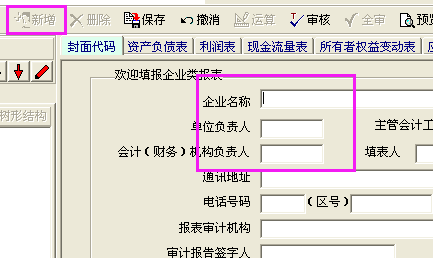 新增 删除 保存 撤消 运算 审核 全审 预览
封面代码 资产负债表 利润表 现金流量表 所有者权益变动表
欢迎填报企业类报表
企业名称
单位负责人 主管会计工
树形结构
会计（财务）机构负责人 填表人
通讯地址
电话号码 （区号）
报表审计机构
审计报告签字人